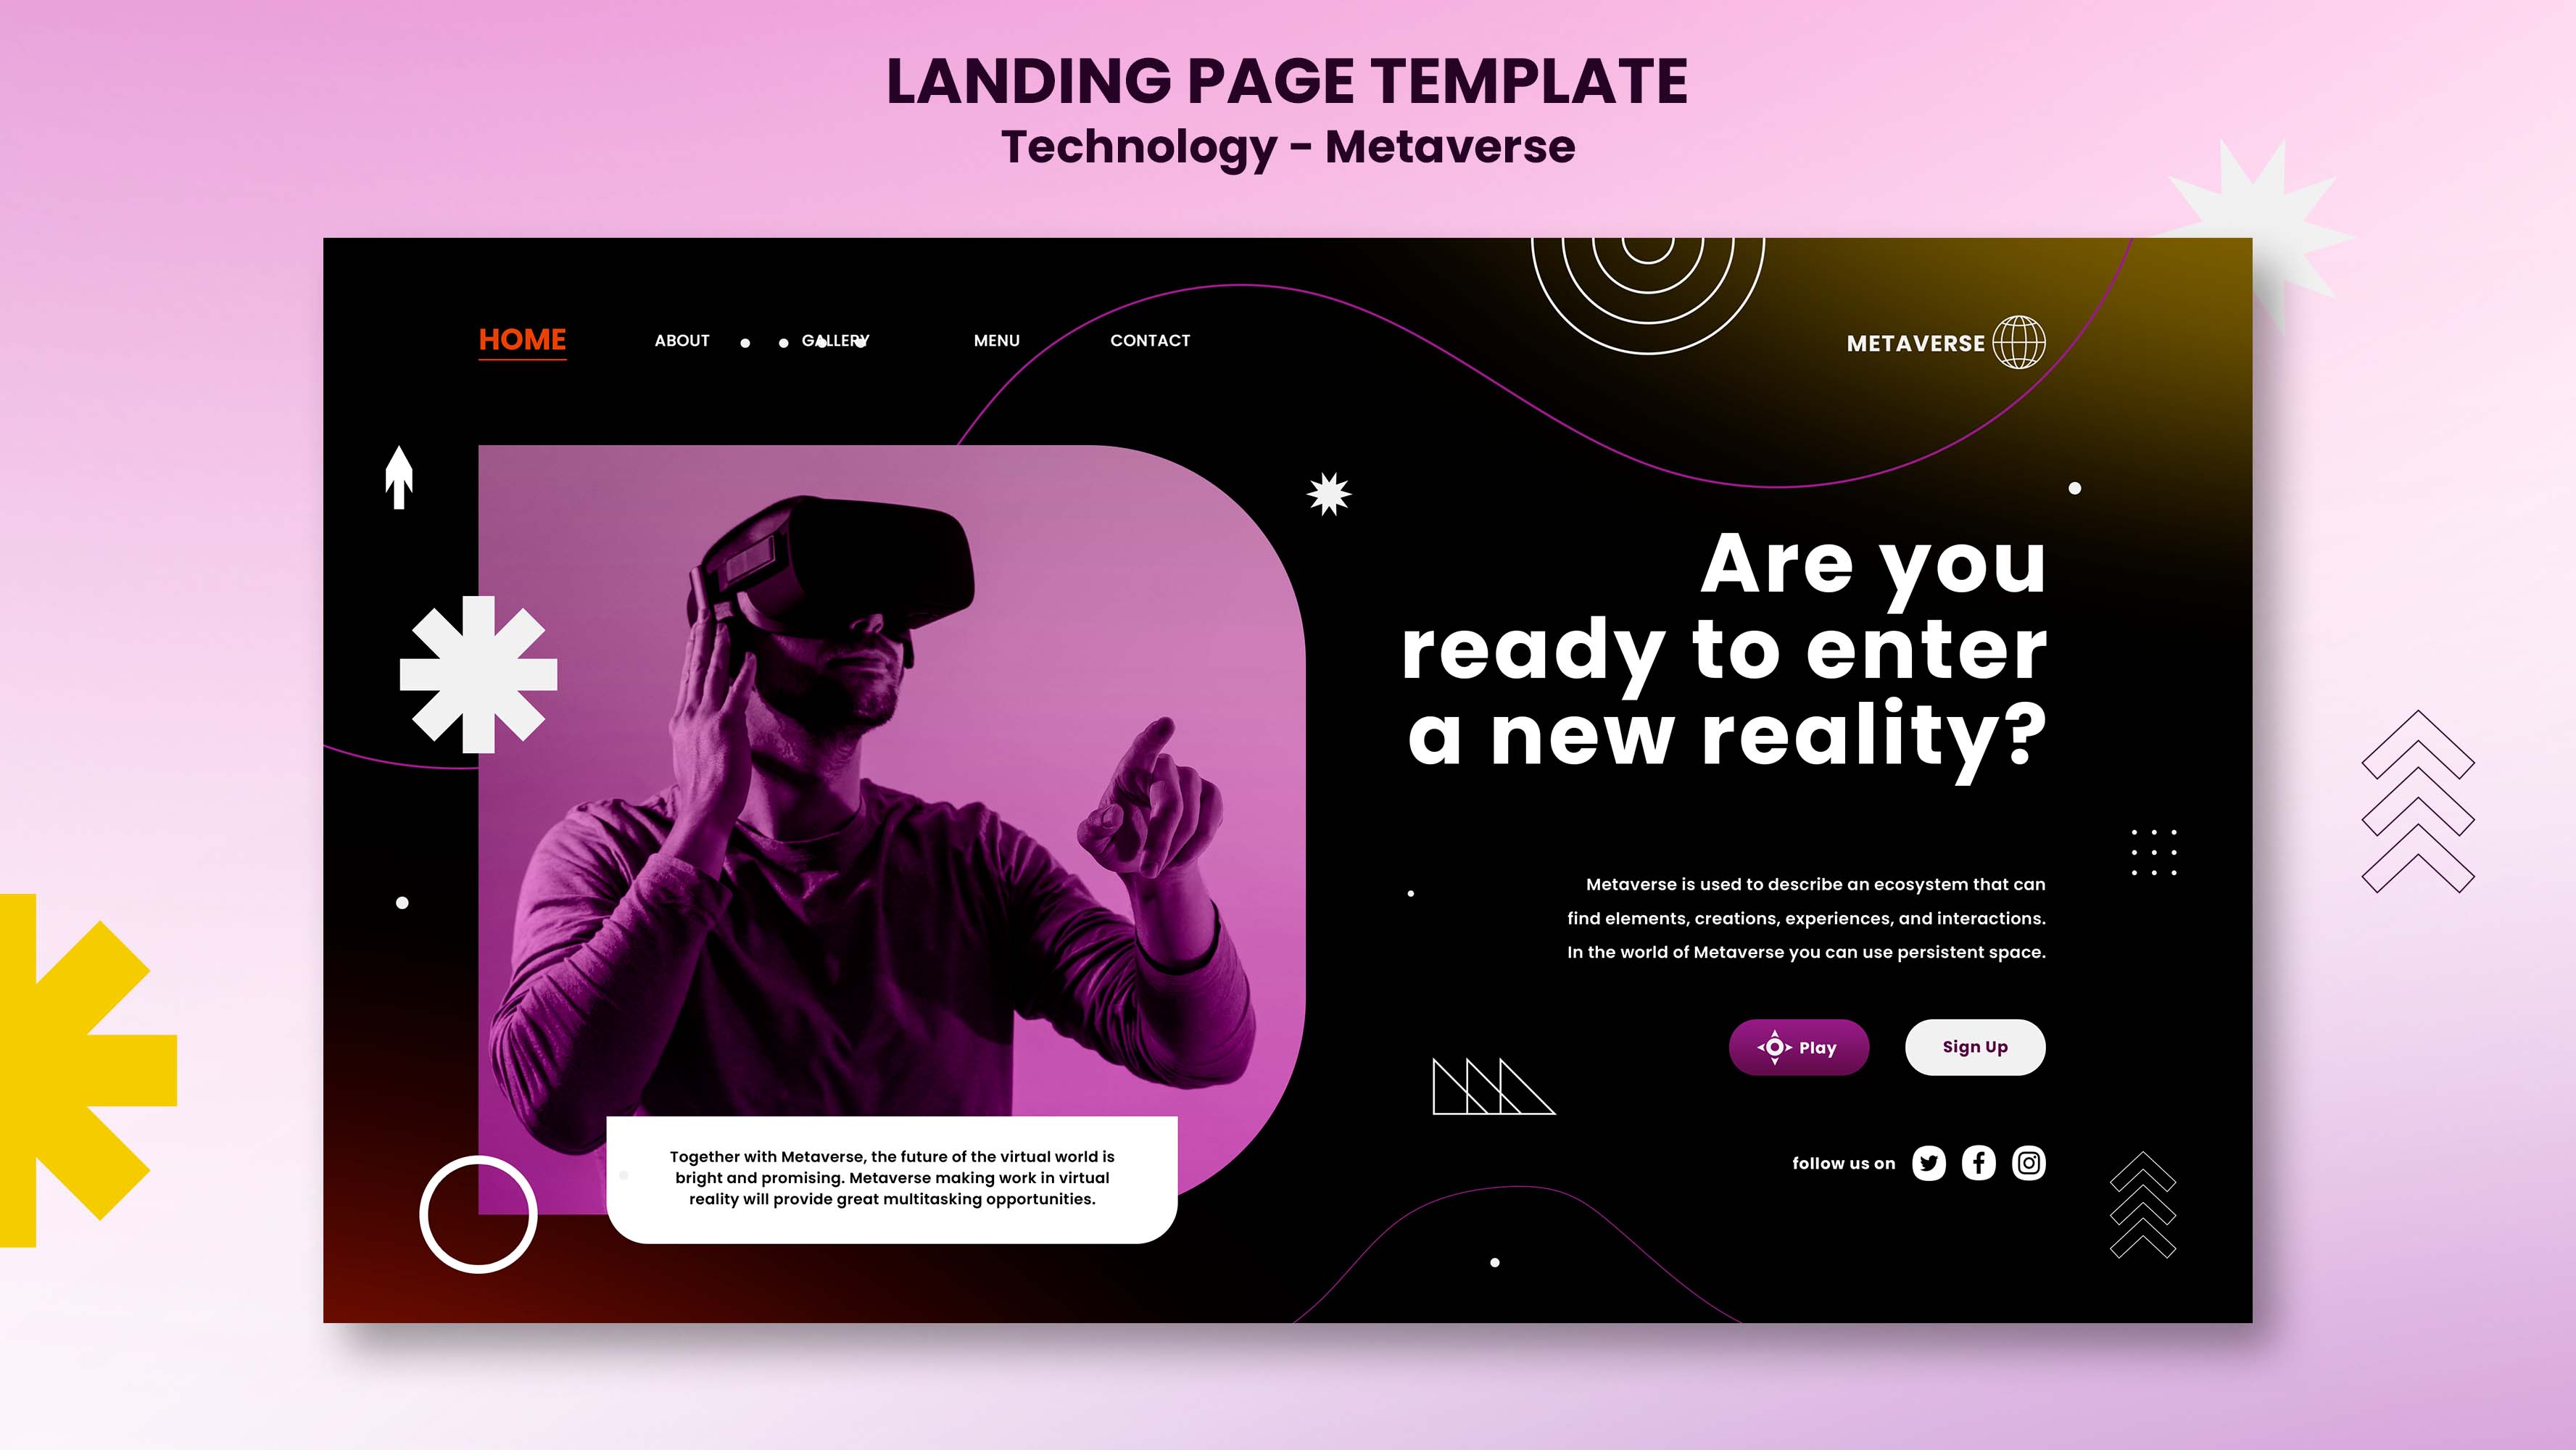 LANDING PAGE TEMPLATE
Technology - Metaverse
HOME ABOUT GALLERY MENU CONTACT
METAVERSE
Are you
ready to enter
a new reality?
Metaverse is used to describe an ecosystem that can
find elements, creations, experiences, and interactions.
In the world of Metaverse you can use persistent space.
Play
Sign Up
follow us on
Together with Metaverse, the future of the virtual world is
bright and promising. Metaverse making work in virtual
reality will provide great multitasking opportunities.